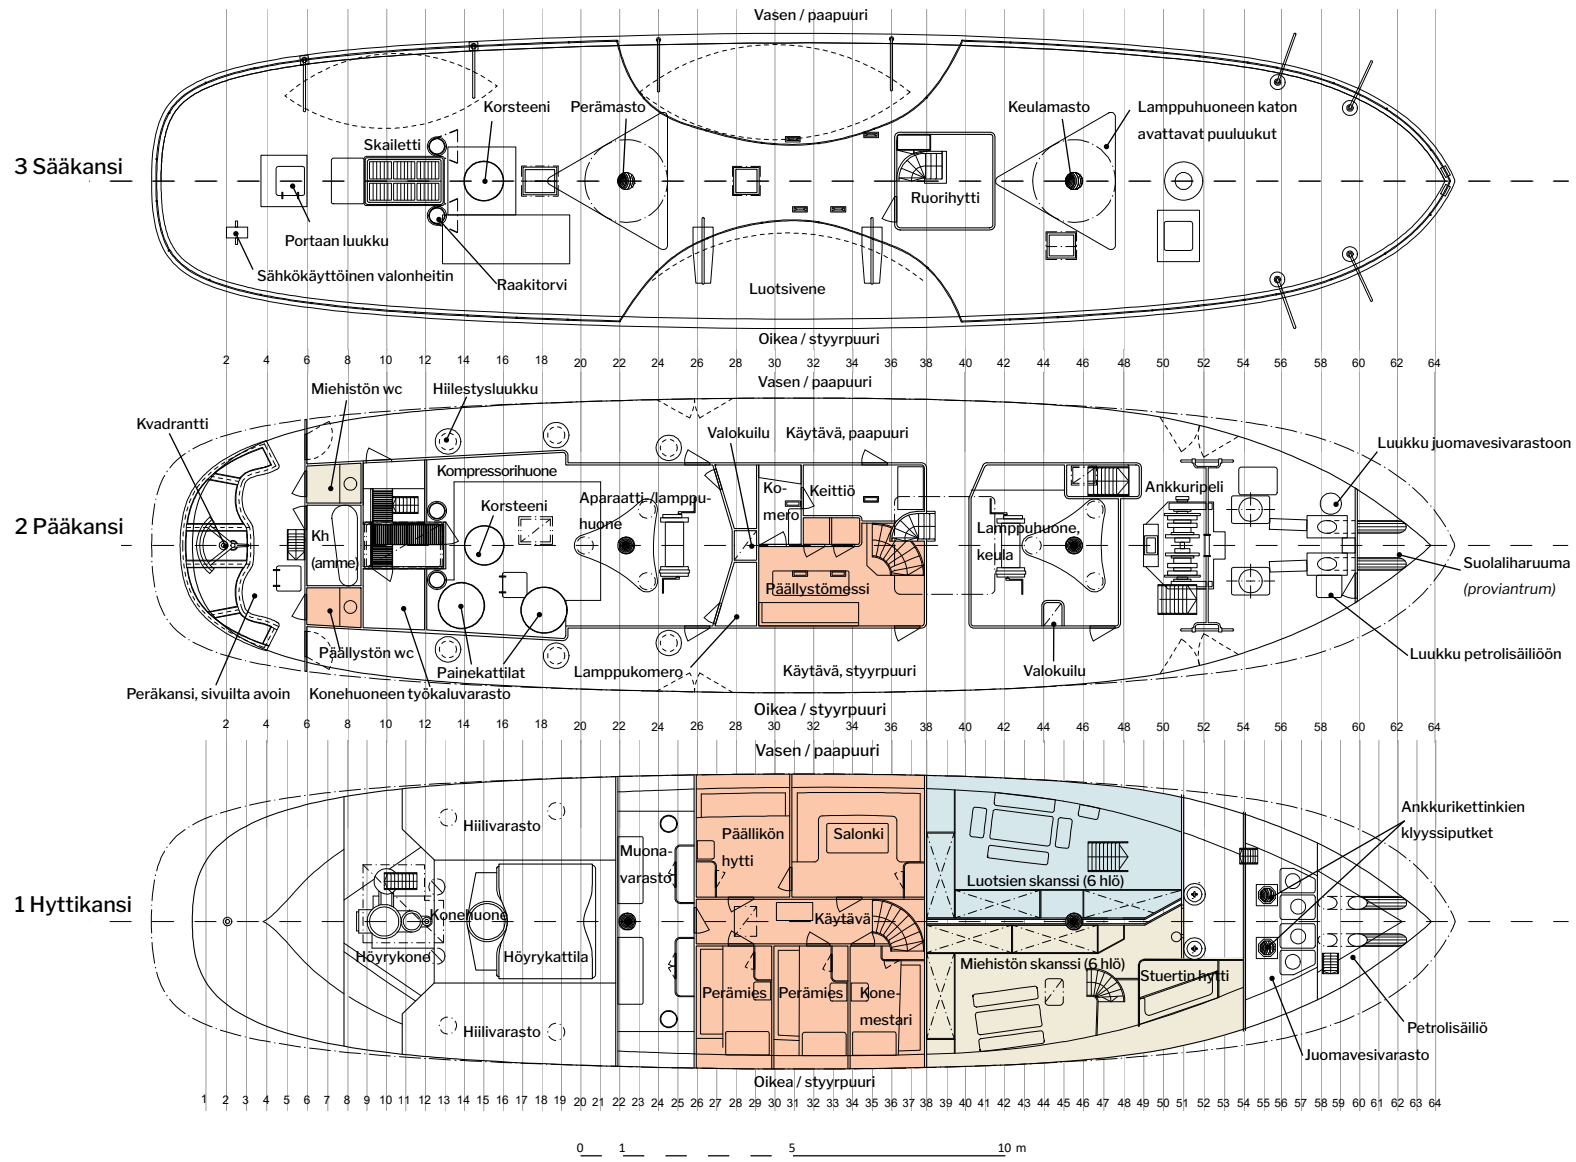 Vasen / paapuuri
3 Sääkansi
Korsteeni
Perämasto
Keulamasto
Lamppuhuoneen katon
avattavat puuluukut
Skailetti
Ruorihytti
Portaan luukku
Sähkökäyttöinen valonheitin
Raakitorvi
Luotsivene
Oikea / styyrpuuri
2 4 6 8 10 12 14 16 18 20 22 24 26 28 30 32 34 36 38 40 42 44 46 48 50 52 54 56 58 60 62 64
Vasen / paapuuri
2 Pääkansi
Miehistön wc
Hiilestysluukku
Kvadrantti
Valokuilu
Käytävä, paapuuri
Luukku juomavesivarastoon
Kompressorihuone
Korsteeni
Aparaatti-/lamppu-
huone
Ko-
mero
Keittiö
Ankkuripeli
Lamppuhuone,
keula
Kh
(amme)
Suolaliharuuma
(proviantrum)
Päällystömessi
Päällystön wc
Painekattilat
Lamppukomero
Käytävä, styyrpuuri
Valokuilu
Luukku petrolisäiliöön
Peräkansi, sivuilta avoin
Konehuoneen työkaluvarasto
Oikea / styyrpuuri
2 4 6 8 10 12 14 16 18 20 22 24 26 28 30 32 34 36 38 40 42 44 46 48 50 52 54 56 58 60 62 64
Vasen / paapuuri
1 Hyttikansi
Hiilivarasto
Muona-
varasto
Päällikön
hytti
Salonki
Ankkurikettinkien
klyyssiputket
Luotsien skanssi (6 hlö)
Konehuone
Käytävä
Höyrykone
Höyrykattila
Miehistön skanssi (6 hlö)
Stuertin hytti
Perämies
Perämies
Kone-
mestari
Hiilivarasto
Petrolisäiliö
Juomavesivarasto
Oikea / styyrpuuri
1 2 3 4 5 6 7 8 9 10 11 12 13 14 15 16 17 18 19 20 21 22 23 24 25 26 27 28 29 30 31 32 33 34 35 36 37 38 39 40 41 42 43 44 45 46 47 48 49 50 51 52 53 54 55 56 57 58 59 60 61 62 63 64
0 1 5 10 m